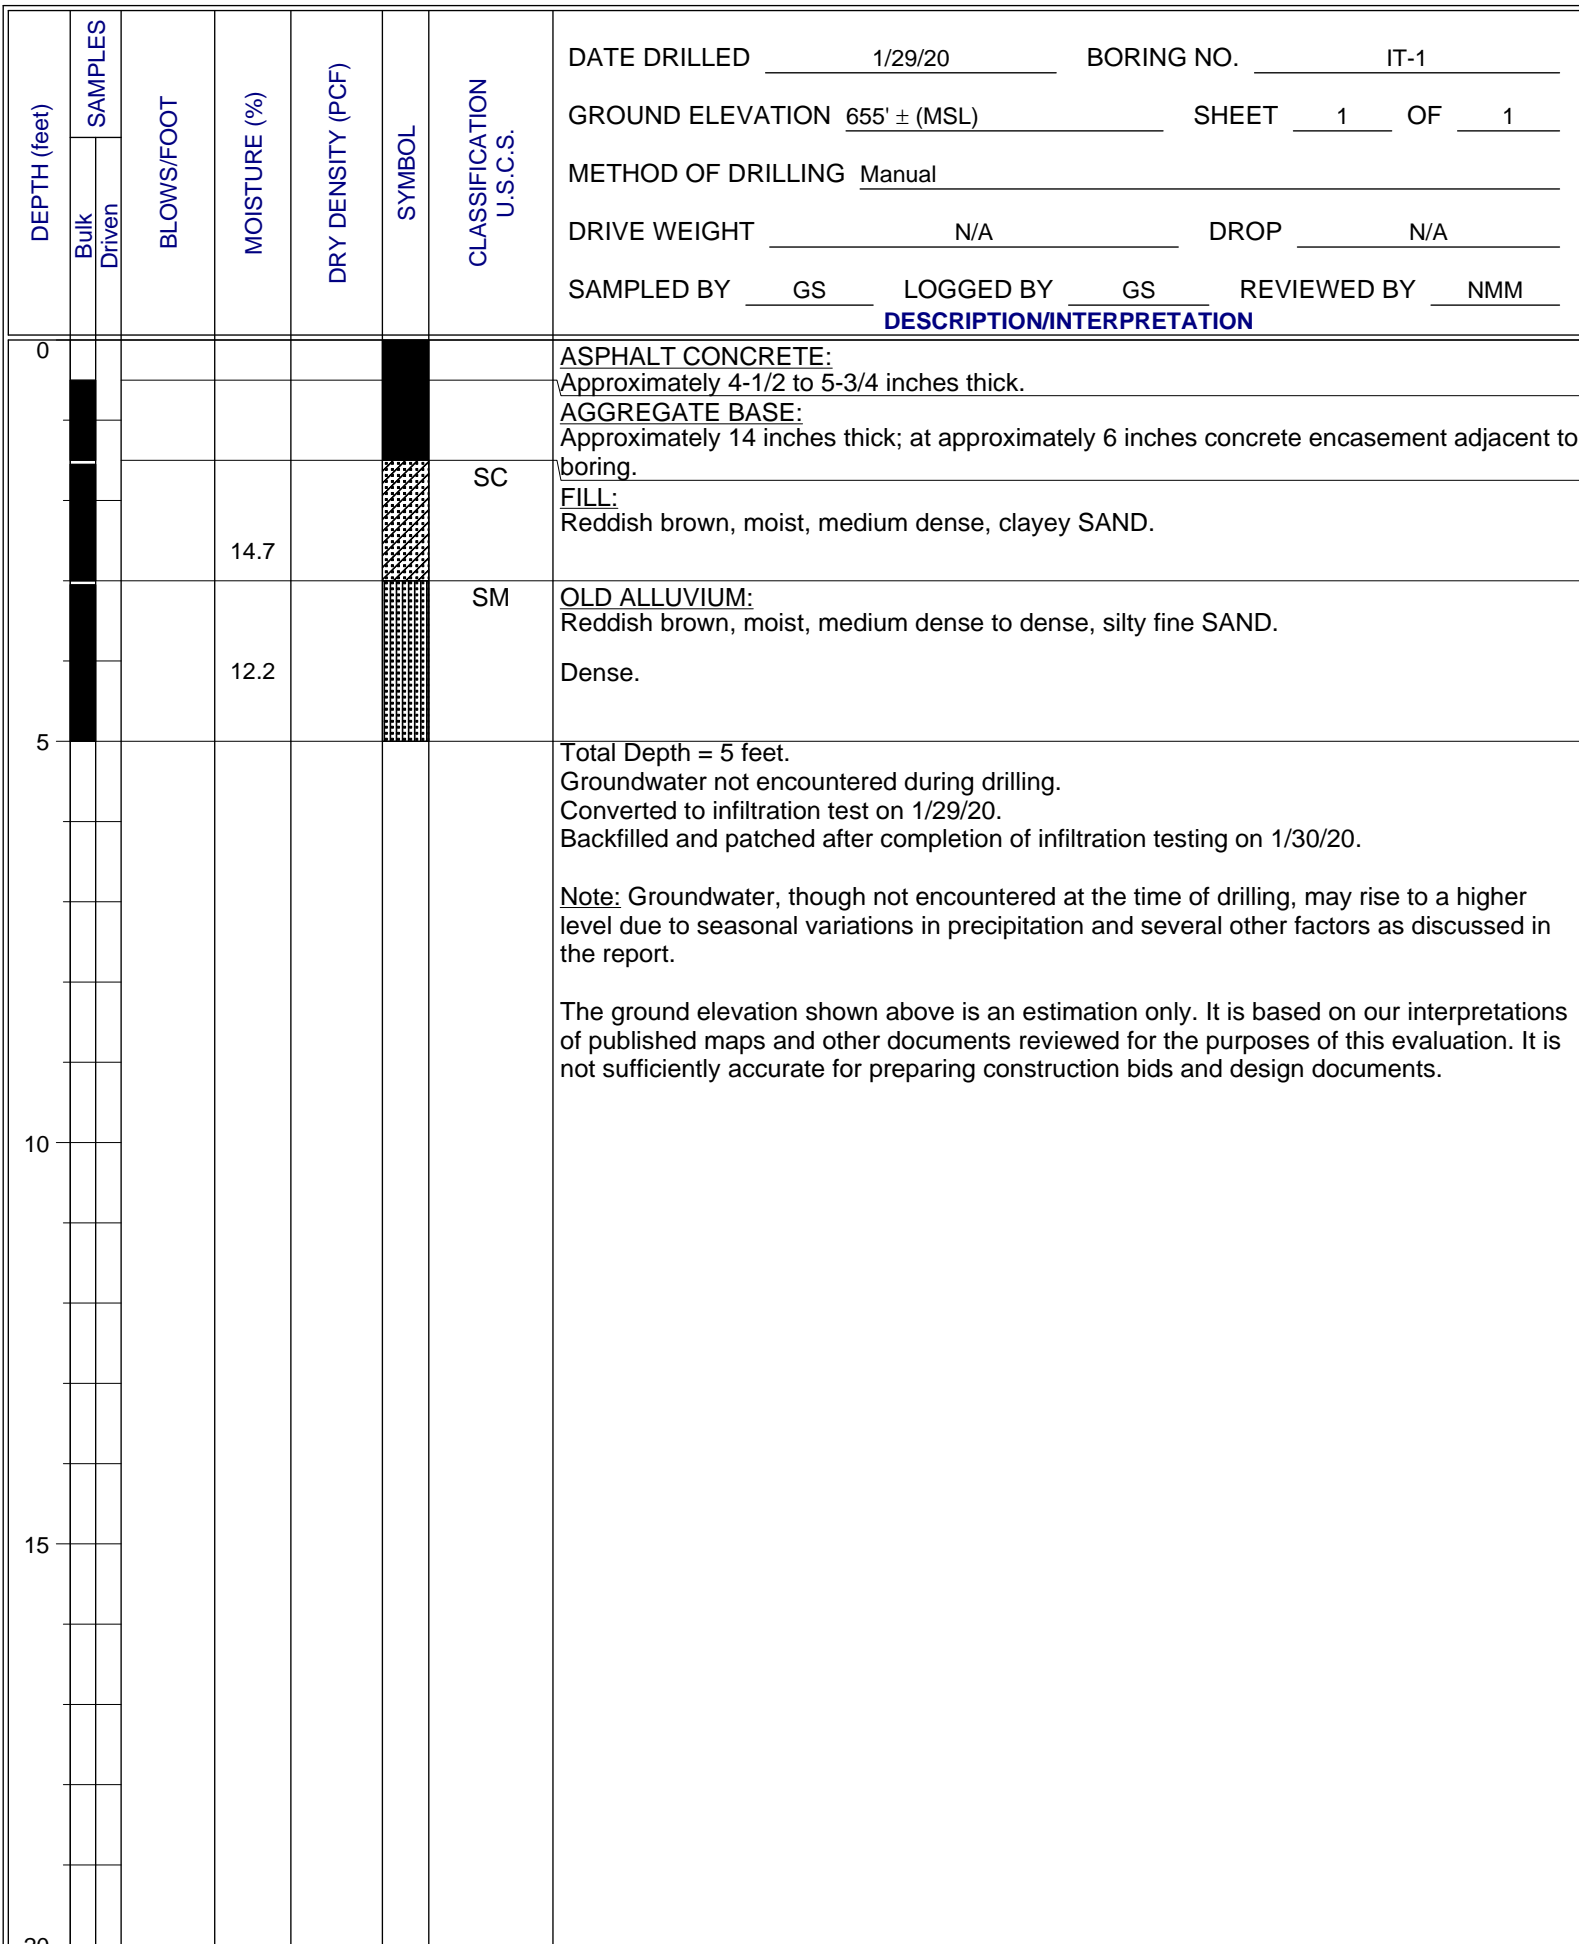 DEPTH (feet)
SAMPLES
Bulk
Driven
BLOWS/FOOT
MOISTURE (%)
DRY DENSITY (PCF)
SYMBOL
CLASSIFICATION
U.S.C.S.
DATE DRILLED 1/29/20 BORING NO. IT-1
GROUND ELEVATION 655' ± (MSL) SHEET 1 OF 1
METHOD OF DRILLING Manual
DRIVE WEIGHT N/A DROP N/A
SAMPLED BY GS LOGGED BY GS REVIEWED BY NMM
DESCRIPTION/INTERPRETATION
0
ASPHALT CONCRETE:
Approximately 4-1/2 to 5-3/4 inches thick.
AGGREGATE BASE:
Approximately 14 inches thick; at approximately 6 inches concrete encasement adjacent to
boring.
SC
FILL:
Reddish brown, moist, medium dense, clayey SAND.
14.7
SM OLD ALLUVIUM:
Reddish brown, moist, medium dense to dense, silty fine SAND.
12.2 Dense.
5
Total Depth = 5 feet.
Groundwater not encountered during drilling.
Converted to infiltration test on 1/29/20.
Backfilled and patched after completion of infiltration testing on 1/30/20.
Note: Groundwater, though not encountered at the time of drilling, may rise to a higher
level due to seasonal variations in precipitation and several other factors as discussed in
the report.
The ground elevation shown above is an estimation only. It is based on our interpretations
of published maps and other documents reviewed for the purposes of this evaluation. It is
not sufficiently accurate for preparing construction bids and design documents.
10
15
20